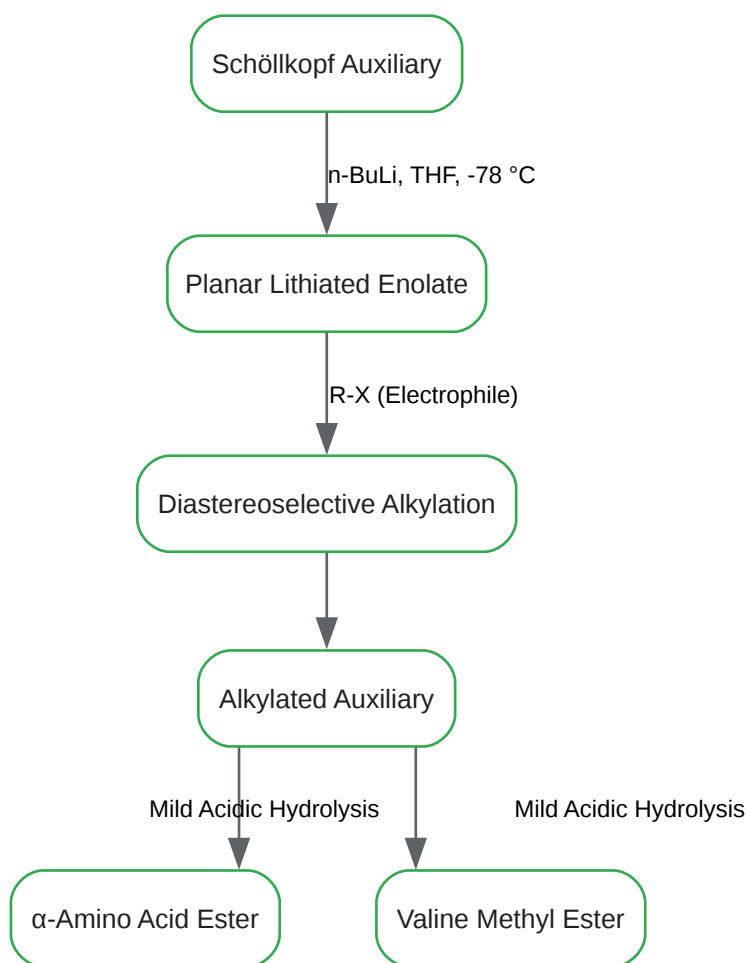 Schöllkopf Auxiliary
n-BuLi, THF, -78 °C
Planar Lithiated Enolate
R-X (Electrophile)
Diastereoselective Alkylation
Alkylated Auxiliary
Mild Acidic Hydrolysis
Mild Acidic Hydrolysis
α-Amino Acid Ester
Valine Methyl Ester